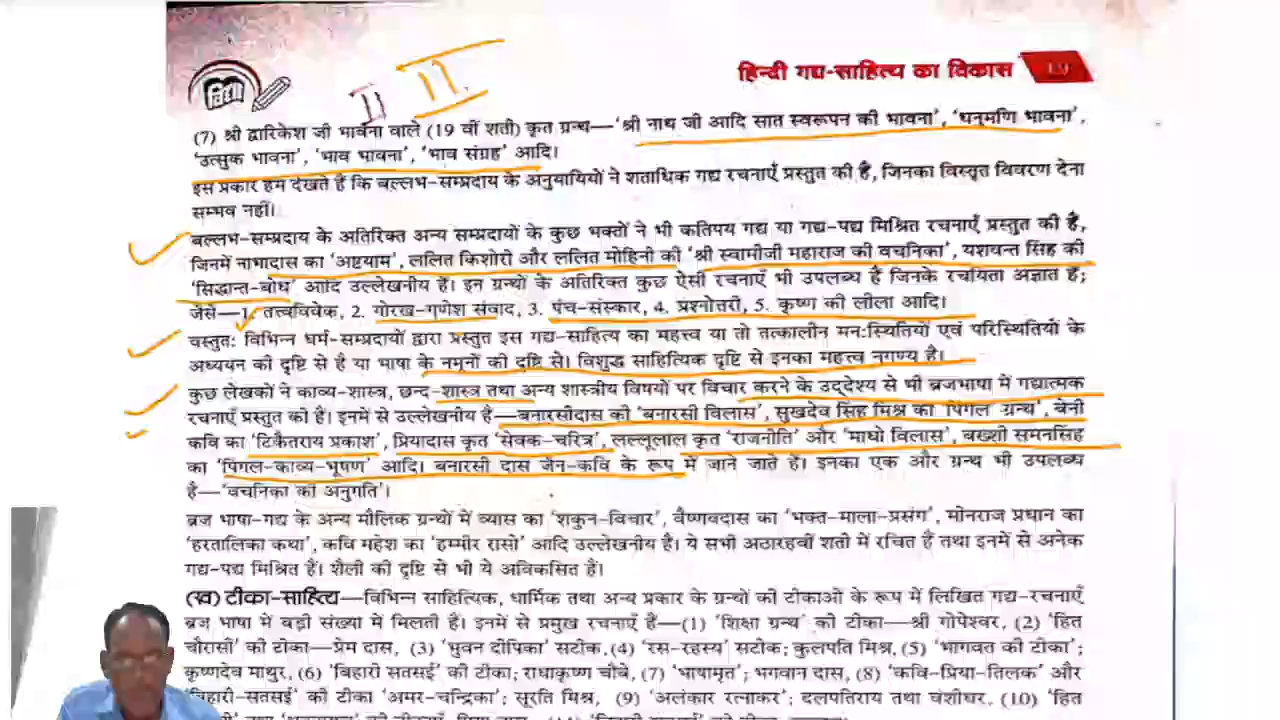 हिन्दी गद्य-साहित्य का विकास 19
विद्या
II II.
(7) श्री द्वारिकेश जी भावना वाले (19 वीं शती) कृत ग्रन्थ—‘श्री नाथ जी आदि सात स्वरूपन की भावना’, ‘धनुमणि भावना’,
‘उत्सुक भावना’, ‘भाव भावना’, ‘भाव संग्रह’ आदि।
इस प्रकार हम देखते हैं कि बल्लभ-सम्प्रदाय के अनुयायियों ने शताधिक गद्य रचनाएँ प्रस्तुत की है, जिनका विस्तृत विवरण देना
सम्भव नहीं।
बल्लभ-सम्प्रदाय के अतिरिक्त अन्य सम्प्रदायों के कुछ भक्तों ने भी कतिपय गद्य या गद्य-पद्य मिश्रित रचनाएँ प्रस्तुत की है,
जिनमें नाभादास का ‘अष्टयाम’, ललित किशोरी और ललित मोहिनी की ‘श्री स्वामीजी महाराज की वचनिका’, यशवन्त सिंह की
‘सिद्धान्त-बोध’ आदि उल्लेखनीय हैं। इन ग्रन्थों के अतिरिक्त कुछ ऐसी रचनाएँ भी उपलब्ध है जिनके रचयिता अज्ञात हैं;
जैसे—1. तत्त्वविवेक, 2. गोरख-गणेश संवाद, 3. पंच-संस्कार, 4. प्रश्नोत्तरी, 5. कृष्ण की लीला आदि।
वस्तुत: विभिन्न धर्म-सम्प्रदायों द्वारा प्रस्तुत इस गद्य-साहित्य का महत्त्व या तो तत्कालीन मन:स्थितियों एवं परिस्थितियों के
अध्ययन की दृष्टि से है या भाषा के नमूनों की दृष्टि से। विशुद्ध साहित्यिक दृष्टि से इनका महत्त्व नगण्य है।
कुछ लेखकों ने काव्य-शास्त्र, छन्द-शास्त्र तथा अन्य शास्त्रीय विषयों पर विचार करने के उद्देश्य से भी ब्रजभाषा में गद्यात्मक
रचनाएँ प्रस्तुत की है। इनमें से उल्लेखनीय है—बनारसीदास की ‘बनारसी विलास’, सुखदेव सिंह मिश्र का ‘पिंगल ग्रन्थ’, बेनी
कवि का ‘टिकैतराय प्रकाश’, प्रियादास कृत ‘सेवक-चरित्र’, लल्लूलाल कृत ‘राजनीति’ और ‘माधो विलास’, बख्शी समनसिंह
का ‘पिंगल-काव्य-भूषण’ आदि। बनारसी दास जैन-कवि के रूप में जाने जाते हैं। इनका एक और ग्रन्थ भी उपलब्ध
है—‘वचनिका की अनुगति’।
ब्रज भाषा-गद्य के अन्य मौलिक ग्रन्थों में व्यास का ‘शकुन-विचार’, वैष्णवदास का ‘भक्त-माला-प्रसंग’, मोनराज प्रधान का
‘हरतालिका कथा’, कवि महेश का ‘हम्मीर रासो’ आदि उल्लेखनीय है। ये सभी अठारहवीं शती में रचित हैं तथा इनमें से अनेक
गद्य-पद्य मिश्रित हैं। शैली की दृष्टि से भी ये अविकसित हैं।
(ख) टीका-साहित्य—विभिन्न साहित्यिक, धार्मिक तथा अन्य प्रकार के ग्रन्थों की टीकाओं के रूप में लिखित गद्य-रचनाएँ
ब्रज भाषा में बड़ी संख्या में मिलती हैं। इनमें से प्रमुख रचनाएँ हैं—(1) ‘शिक्षा ग्रन्थ’ की टीका—श्री गोपेश्वर, (2) ‘हित
चौरासी’ की टीका—प्रेम दास, (3) ‘भुवन दीपिका’ सटीक,(4) ‘रस-रहस्य’ सटीक; कुलपति मिश्र, (5) ‘भागवत की टीका’;
कृष्णदेव माथुर, (6) ‘बिहारी सतसई’ की टीका; राधाकृष्ण चौबे, (7) ‘भाषामृत’; भगवान दास, (8) ‘कवि-प्रिया-तिलक’ और
‘बिहारी-सतसई’ की टीका ‘अमर-चन्द्रिका’; सूरति मिश्र, (9) ‘अलंकार रत्नाकर’; दलपतिराय तथा वंशीधर, (10) ‘हित